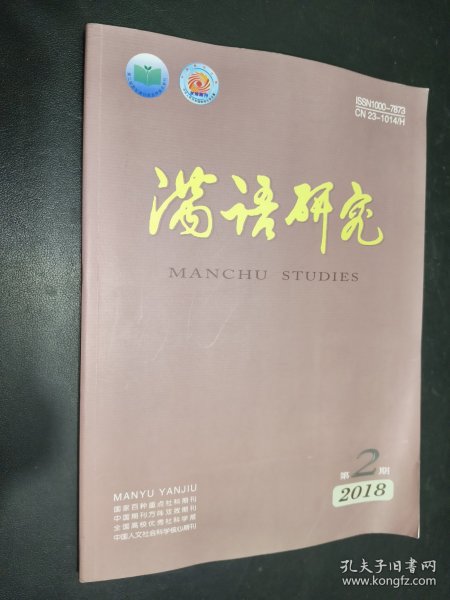 ISSN1000-7873
CN 23-1014/H
满语研究
MANCHU STUDIES
第2期
2018
MANYU YANJIU
国家百种重点社科期刊
中国期刊方阵双效期刊
全国高校优秀社科学报
中国人文社会科学核心期刊
孔夫子旧书网
www.kongfz.com